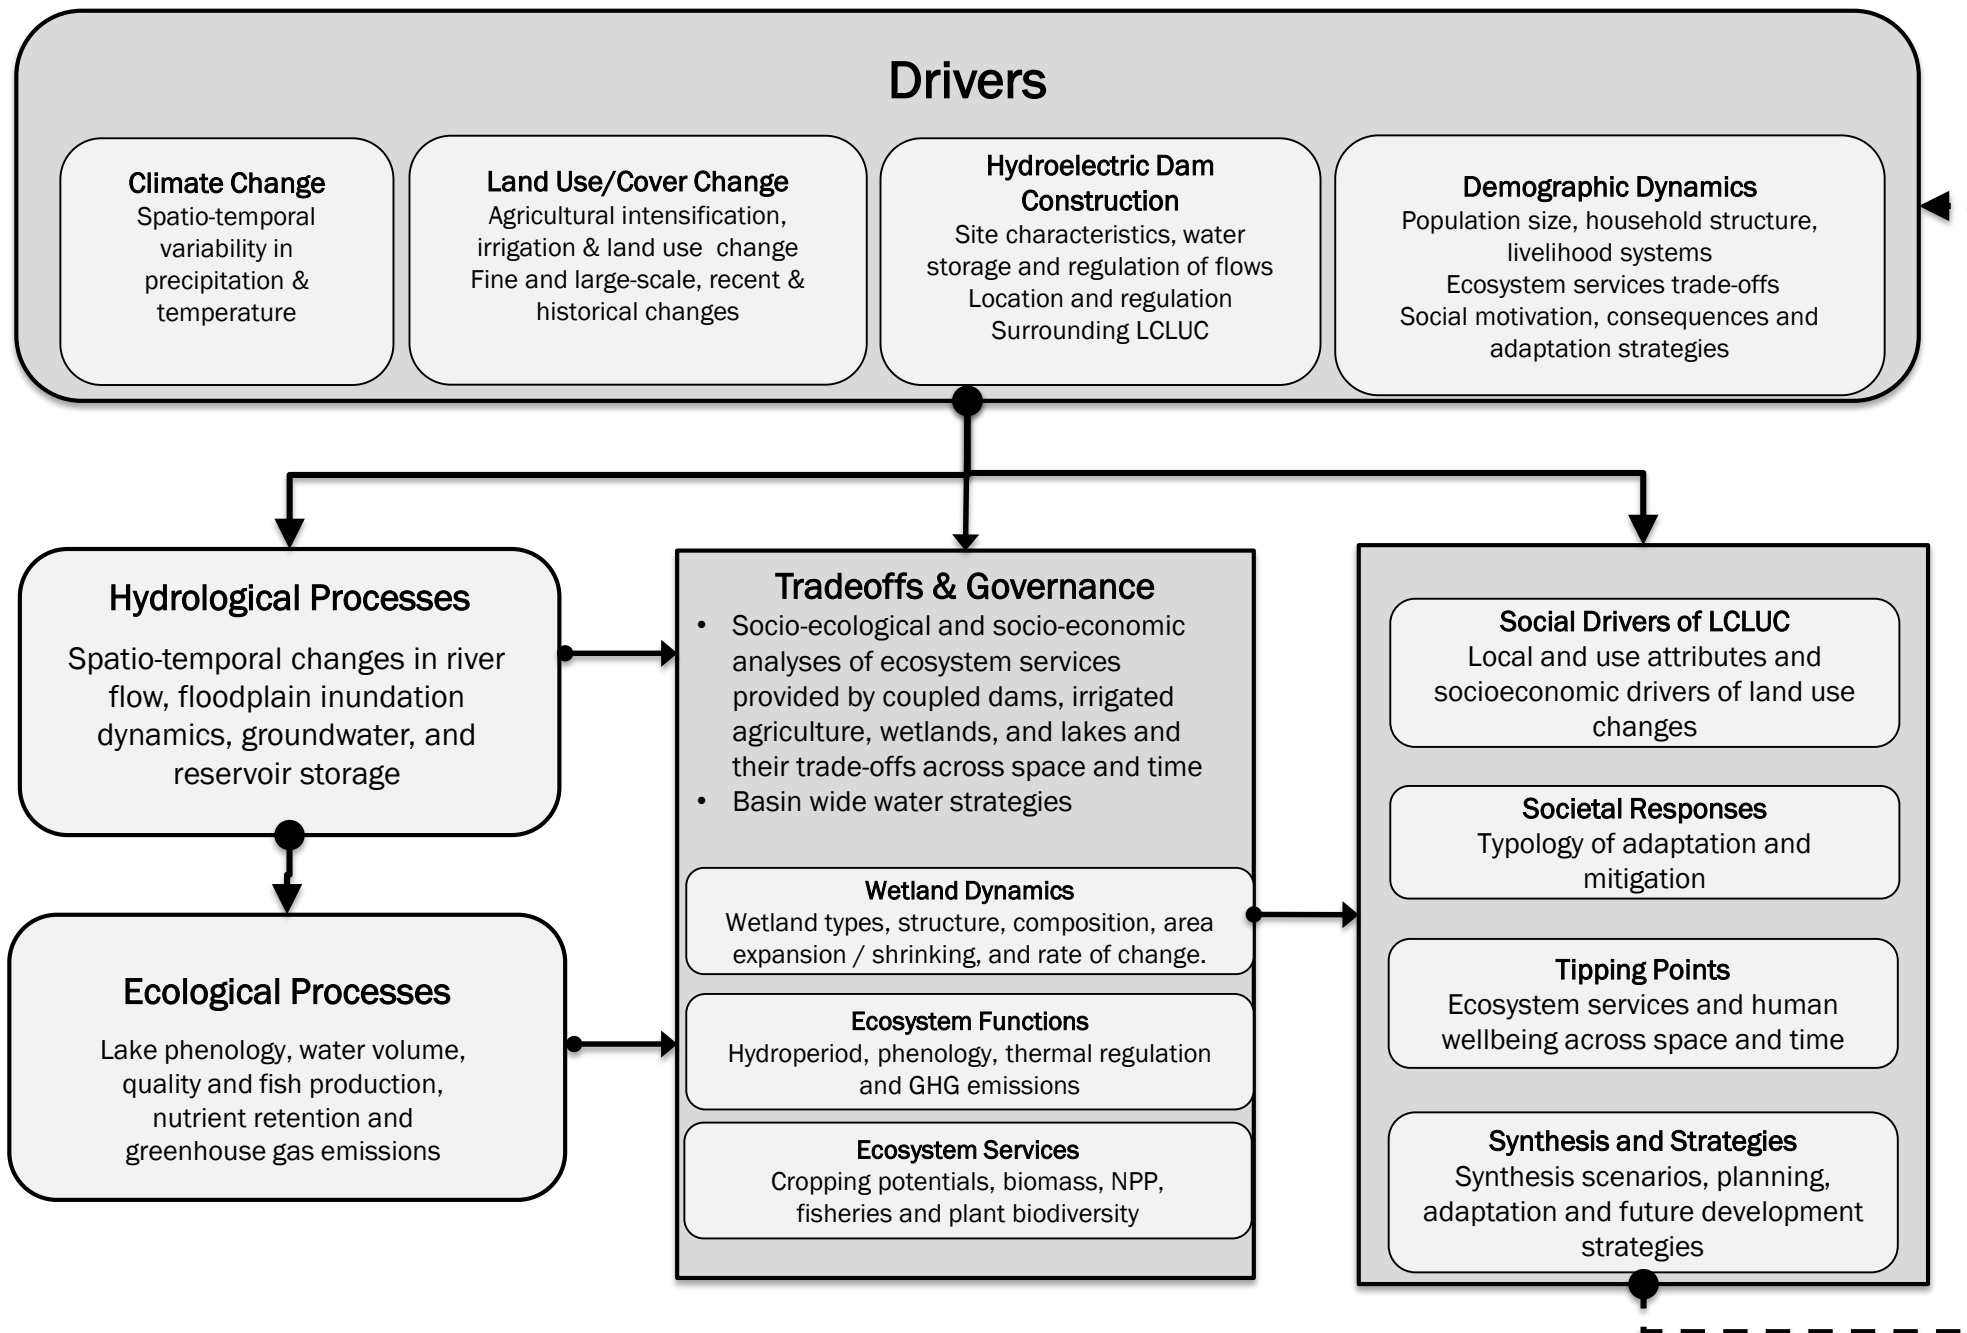 Drivers
Climate Change
Spatio-temporal
variability in
precipitation &
temperature
Land Use/Cover Change
Agricultural intensification,
irrigation & land use change
Fine and large-scale, recent &
historical changes
Hydroelectric Dam
Construction
Site characteristics, water
storage and regulation of flows
Location and regulation
Surrounding LCLUC
Demographic Dynamics
Population size, household structure,
livelihood systems
Ecosystem services trade-offs
Social motivation, consequences and
adaptation strategies
Hydrological Processes
Spatio-temporal changes in river
flow, floodplain inundation
dynamics, groundwater, and
reservoir storage
Ecological Processes
Lake phenology, water volume,
quality and fish production,
nutrient retention and
greenhouse gas emissions
Tradeoffs & Governance
• Socio-ecological and socio-economic
analyses of ecosystem services
provided by coupled dams, irrigated
agriculture, wetlands, and lakes and
their trade-offs across space and time
• Basin wide water strategies
Wetland Dynamics
Wetland types, structure, composition, area
expansion / shrinking, and rate of change.
Ecosystem Functions
Hydroperiod, phenology, thermal regulation
and GHG emissions
Ecosystem Services
Cropping potentials, biomass, NPP,
fisheries and plant biodiversity
Social Drivers of LCLUC
Local and use attributes and
socioeconomic drivers of land use
changes
Societal Responses
Typology of adaptation and
mitigation
Tipping Points
Ecosystem services and human
wellbeing across space and time
Synthesis and Strategies
Synthesis scenarios, planning,
adaptation and future development
strategies